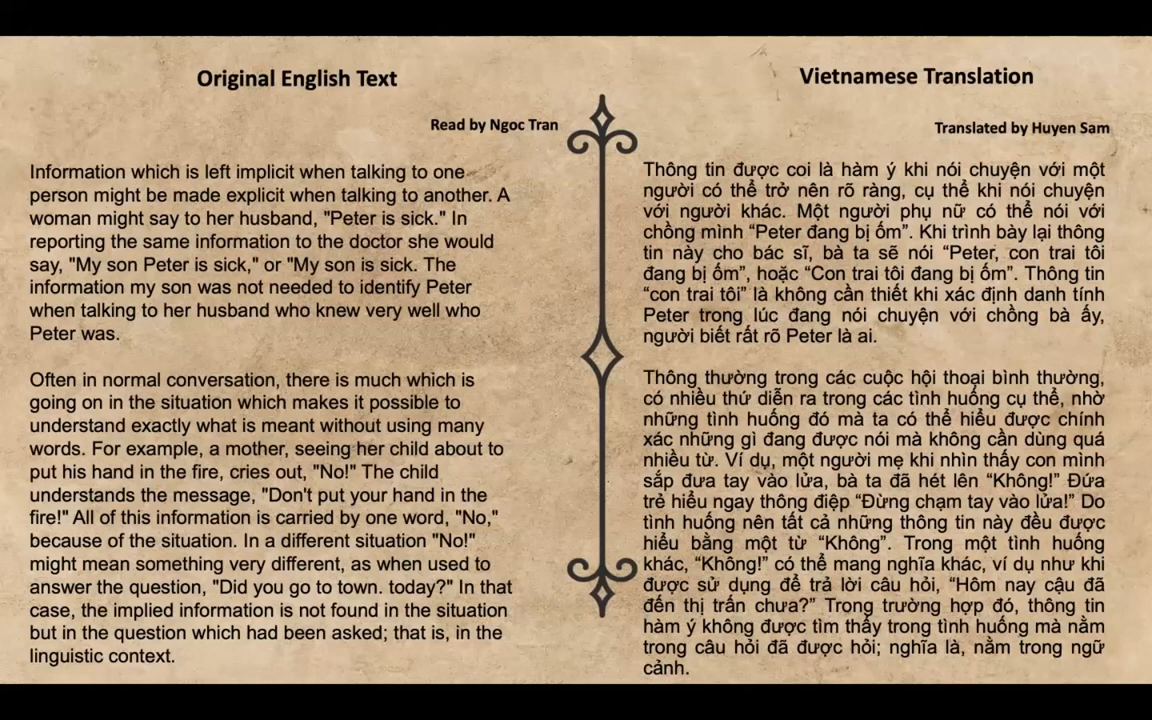 Original English Text
Read by Ngoc Tran
Information which is left implicit when talking to one
person might be made explicit when talking to another. A
woman might say to her husband, "Peter is sick." In
reporting the same information to the doctor she would
say, "My son Peter is sick," or "My son is sick. The
information my son was not needed to identify Peter
when talking to her husband who knew very well who
Peter was.
Often in normal conversation, there is much which is
going on in the situation which makes it possible to
understand exactly what is meant without using many
words. For example, a mother, seeing her child about to
put his hand in the fire, cries out, "No!" The child
understands the message, "Don't put your hand in the
fire!" All of this information is carried by one word, "No,"
because of the situation. In a different situation "No!"
might mean something very different, as when used to
answer the question, "Did you go to town. today?" In that
case, the implied information is not found in the situation
but in the question which had been asked; that is, in the
linguistic context.
Vietnamese Translation
Translated by Huyen Sam
Thông tin được coi là hàm ý khi nói chuyện với một
người có thể trở nên rõ ràng, cụ thể khi nói chuyện
với người khác. Một người phụ nữ có thể nói với
chồng mình “Peter đang bị ốm”. Khi trình bày lại thông
tin này cho bác sĩ, bà ta sẽ nói “Peter, con trai tôi
đang bị ốm”, hoặc “Con trai tôi đang bị ốm”. Thông tin
“con trai tôi” là không cần thiết khi xác định danh tính
Peter trong lúc đang nói chuyện với chồng bà ấy,
người biết rất rõ Peter là ai.
Thông thường trong các cuộc hội thoại bình thường,
có nhiều thứ diễn ra trong các tình huống cụ thể, nhờ
những tình huống đó mà ta có thể hiểu được chính
xác những gì đang được nói mà không cần dùng quá
nhiều từ. Ví dụ, một người mẹ khi nhìn thấy con mình
sắp đưa tay vào lửa, bà ta đã hét lên “Không!” Đứa
trẻ hiểu ngay thông điệp “Đừng chạm tay vào lửa!” Do
tình huống nên tất cả những thông tin này đều được
hiểu bằng một từ “Không”. Trong một tình huống
khác, “Không!” có thể mang nghĩa khác, ví dụ như khi
được sử dụng để trả lời câu hỏi, “Hôm nay cậu đã
đến thị trấn chưa?” Trong trường hợp đó, thông tin
hàm ý không được tìm thấy trong tình huống mà nằm
trong câu hỏi đã được hỏi; nghĩa là, nằm trong ngữ
cảnh.